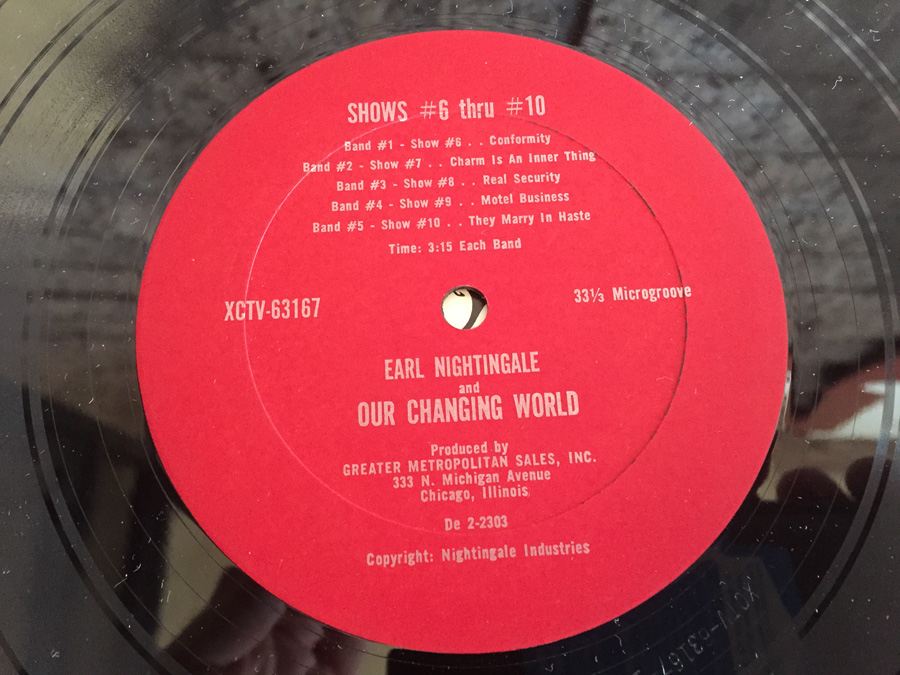 SHOWS #6 thru #10
Band #1 - Show #6 . . Conformity
Band #2 - Show #7 . . Charm Is An Inner Thing
Band #3 - Show #8 . . Real Security
Band #4 - Show #9 . . Motel Business
Band #5 - Show #10 . . They Marry In Haste
Time: 3:15 Each Band
XCTV-63167
33⅓ Microgroove
EARL NIGHTINGALE
and
OUR CHANGING WORLD
Produced by
GREATER METROPOLITAN SALES, INC.
333 N. Michigan Avenue
Chicago, Illinois
De 2-2303
Copyright: Nightingale Industries
XCTV-63167